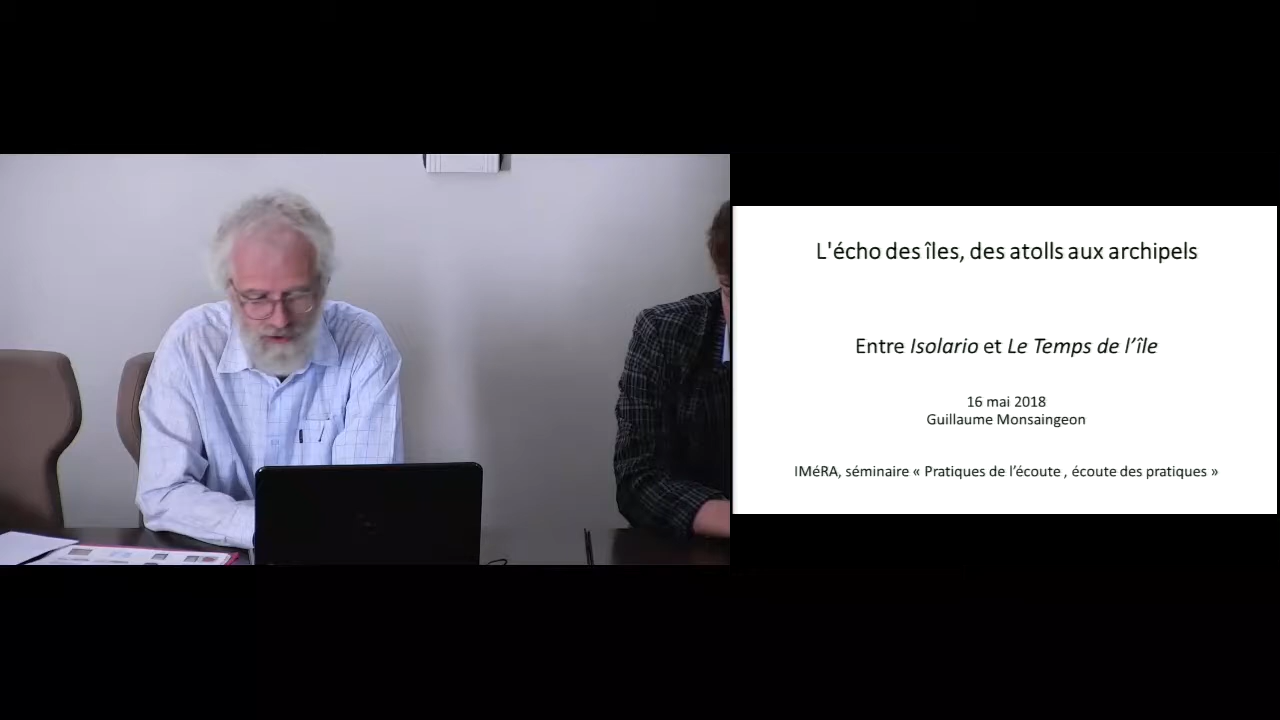 L'écho des îles, des atolls aux archipels
Entre Isolario et Le Temps de l’île
16 mai 2018
Guillaume Monsaingeon
IMéRA, séminaire « Pratiques de l’écoute , écoute des pratiques »